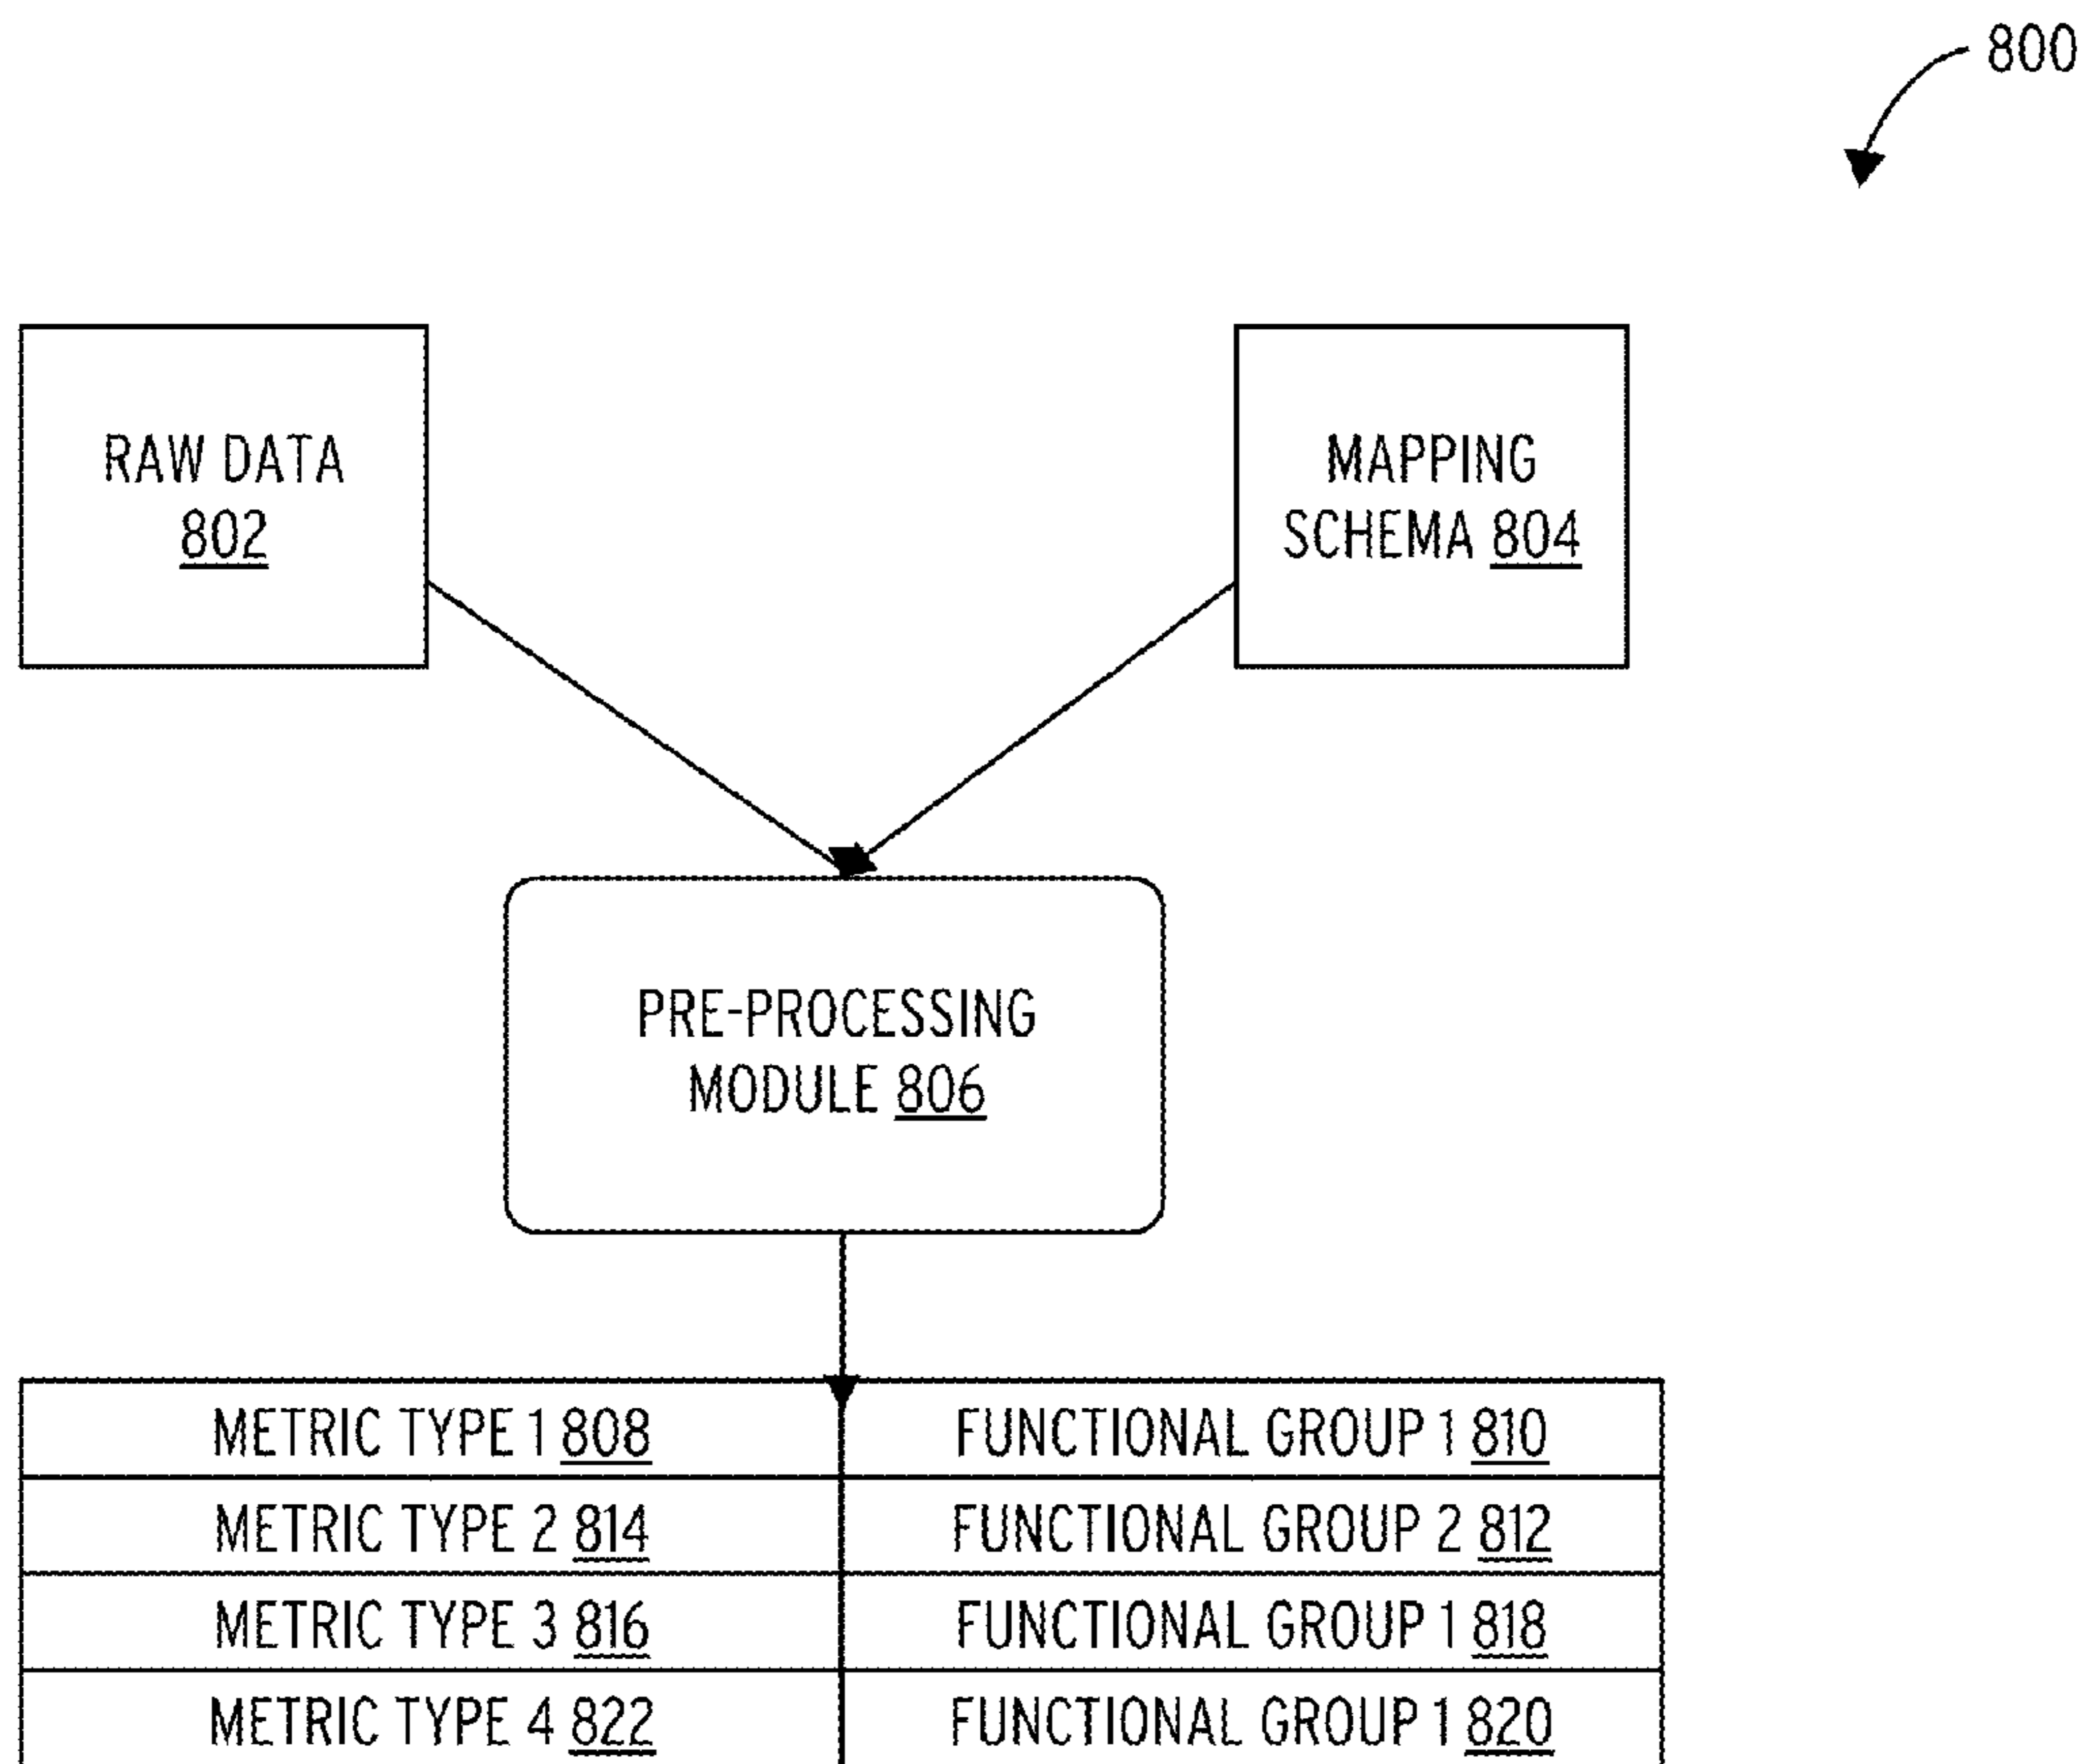 800
RAW DATA
802
MAPPING
SCHEMA 804
PRE-PROCESSING
MODULE 806
METRIC TYPE 1 808
FUNCTIONAL GROUP 1 810
METRIC TYPE 2 814
FUNCTIONAL GROUP 2 812
METRIC TYPE 3 816
FUNCTIONAL GROUP 1 818
METRIC TYPE 4 822
FUNCTIONAL GROUP 1 820